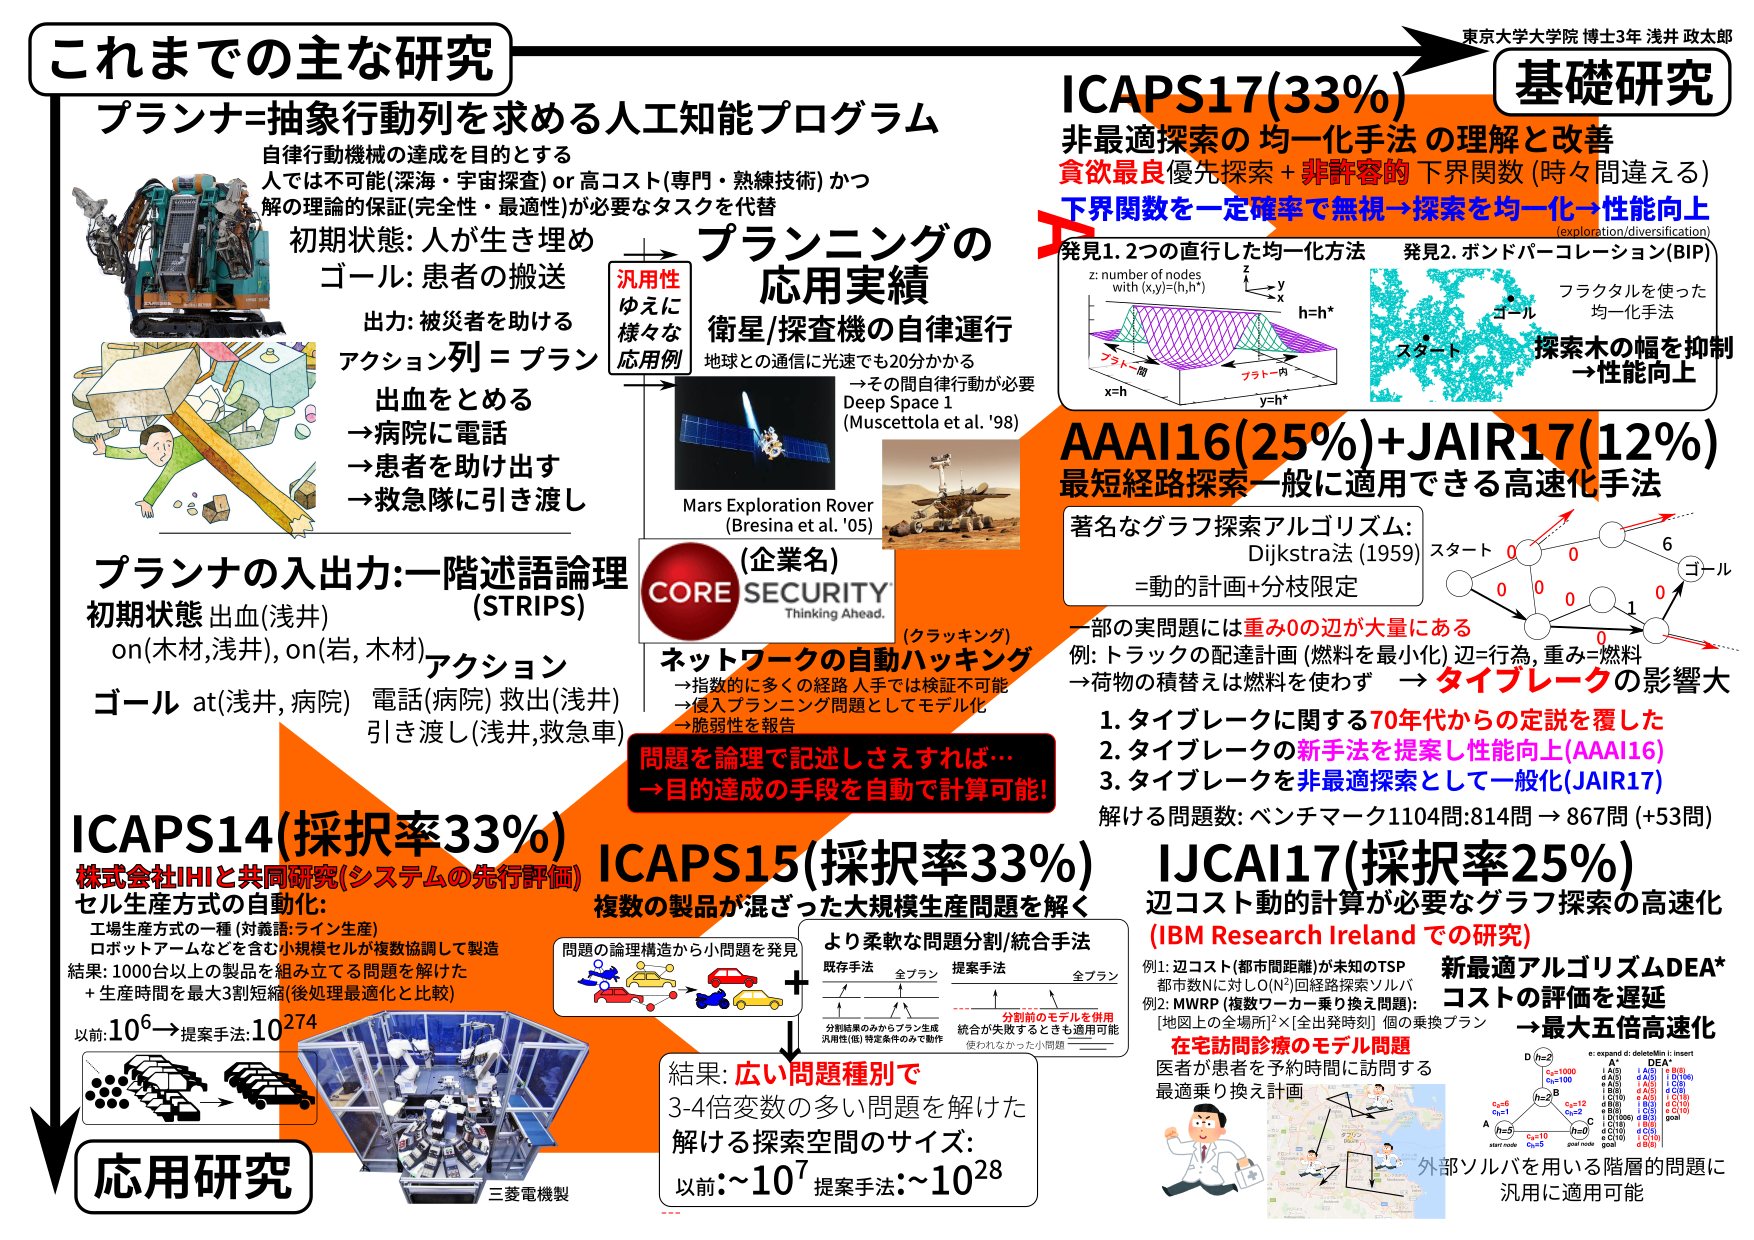 これまでの主な研究
東京大学大学院 博士3年 浅井 政太郎
基礎研究
プランナ=抽象行動列を求める人工知能プログラム
自律行動機械の達成を目的とする
人では不可能(深海・宇宙探査) or 高コスト(専門・熟練技術) かつ
解の理論的保証(完全性・最適性)が必要なタスクを代替
初期状態: 人が生き埋め
ゴール: 患者の搬送
出力: 被災者を助ける
アクション列 = プラン
出血をとめる
→病院に電話
→患者を助け出す
→救急隊に引き渡し
汎用性
ゆえに
様々な
応用例
プランニングの
応用実績
衛星/探査機の自律運行
地球との通信に光速でも20分かかる
→その間自律行動が必要
Deep Space 1
(Muscettola et al. '98)
Mars Exploration Rover
(Bresina et al. '05)
(企業名)
CORE SECURITY
Thinking Ahead.
(クラッキング)
ネットワークの自動ハッキング
→指数的に多くの経路 人手では検証不可能
→侵入プランニング問題としてモデル化
→脆弱性を報告
プランナの入出力:一階述語論理
(STRIPS)
初期状態 出血(浅井)
on(木材,浅井), on(岩, 木材)
ゴール at(浅井, 病院)
アクション
電話(病院) 救出(浅井)
引き渡し(浅井,救急車)
問題を論理で記述しさえすれば…
→目的達成の手段を自動で計算可能!
ICAPS17(33%)
非最適探索の 均一化手法 の理解と改善
貪欲最良優先探索 + 非許容的 下界関数 (時々間違える)
下界関数を一定確率で無視→探索を均一化→性能向上
(exploration/diversification)
発見1. 2つの直行した均一化方法
z: number of nodes
with (x,y)=(h,h*)
z
y
x
h=h*
プラトー間
プラトー内
x=h
y=h*
発見2. ボンドパーコレーション(BIP)
ゴール
スタート
フラクタルを使った
均一化手法
探索木の幅を抑制
→性能向上
AAAI16(25%)+JAIR17(12%)
最短経路探索一般に適用できる高速化手法
著名なグラフ探索アルゴリズム:
Dijkstra法 (1959)
=動的計画+分枝限定
スタート
ゴール
0
0
6
0
0
0
1
0
0
一部の実問題には重み0の辺が大量にある
例: トラックの配達計画 (燃料を最小化) 辺=行為, 重み=燃料
→荷物の積替えは燃料を使わず → タイブレークの影響大
1. タイブレークに関する70年代からの定説を覆した
2. タイブレークの新手法を提案し性能向上(AAAI16)
3. タイブレークを非最適探索として一般化(JAIR17)
解ける問題数: ベンチマーク1104問:814問 → 867問 (+53問)
ICAPS14(採択率33%)
株式会社IHIと共同研究(システムの先行評価)
セル生産方式の自動化:
工場生産方式の一種 (対義語:ライン生産)
ロボットアームなどを含む小規模セルが複数協調して製造
結果: 1000台以上の製品を組み立てる問題を解けた
+ 生産時間を最大3割短縮(後処理最適化と比較)
以前:10⁶→提案手法:10²⁷⁴
三菱電機製
応用研究
ICAPS15(採択率33%)
複数の製品が混ざった大規模生産問題を解く
問題の論理構造から小問題を発見
+
より柔軟な問題分割/統合手法
既存手法
全プラン
分割結果のみからプラン生成
汎用性(低) 特定条件のみで動作
提案手法
全プラン
分割前のモデルを併用
統合が失敗するときも適用可能
使われなかった小問題
結果: 広い問題種別で
3-4倍変数の多い問題を解けた
解ける探索空間のサイズ:
以前:~10⁷ 提案手法:~10²⁸
IJCAI17(採択率25%)
辺コスト動的計算が必要なグラフ探索の高速化
(IBM Research Ireland での研究)
例1: 辺コスト(都市間距離)が未知のTSP
都市数Nに対しO(N²)回経路探索ソルバ
例2: MWRP (複数ワーカー乗り換え問題):
[地図上の全場所]²×[全出発時刻] 個の乗換プラン
在宅訪問診療のモデル問題
医者が患者を予約時間に訪問する
最適乗り換え計画
新最適アルゴリズムDEA*
コストの評価を遅延
→最大五倍高速化
e: expand d: deleteMin i: insert
A*
DEA*
D h=2
cₐ=1000
cₕ=100
h=2 B
cₐ=6
cₕ=1
cₐ=12
cₕ=2
A h=5
start node
cₐ=10
cₕ=5
h=0 C
goal node
外部ソルバを用いる階層的問題に
汎用に適用可能